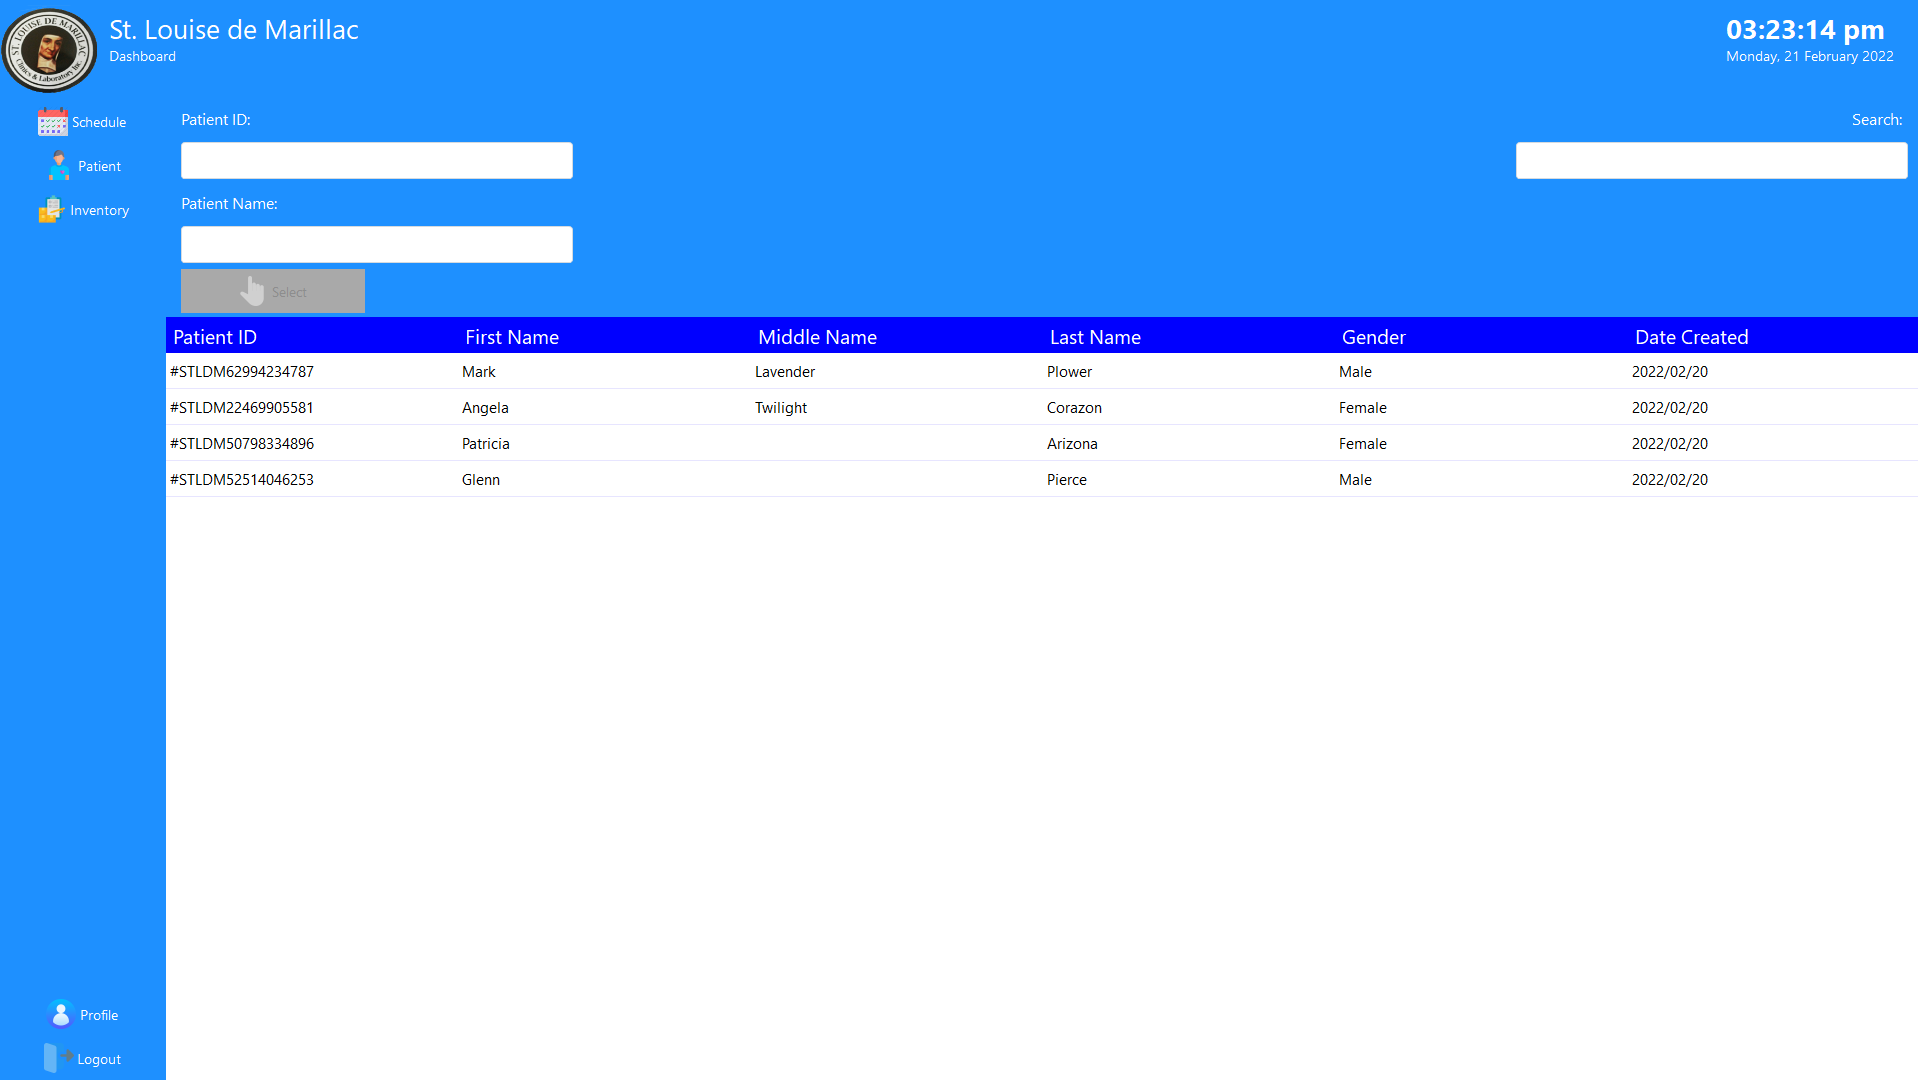 ST. LOUISE DE MARILLAC
Clinics & Laboratory Inc.
St. Louise de Marillac
Dashboard
03:23:14 pm
Monday, 21 February 2022
Schedule
Patient
Inventory
Patient ID:
Search:
Patient Name:
Select
Patient ID First Name Middle Name Last Name Gender Date Created
#STLDM62994234787 Mark Lavender Plower Male 2022/02/20
#STLDM22469905581 Angela Twilight Corazon Female 2022/02/20
#STLDM50798334896 Patricia Arizona Female 2022/02/20
#STLDM52514046253 Glenn Pierce Male 2022/02/20
Profile
Logout